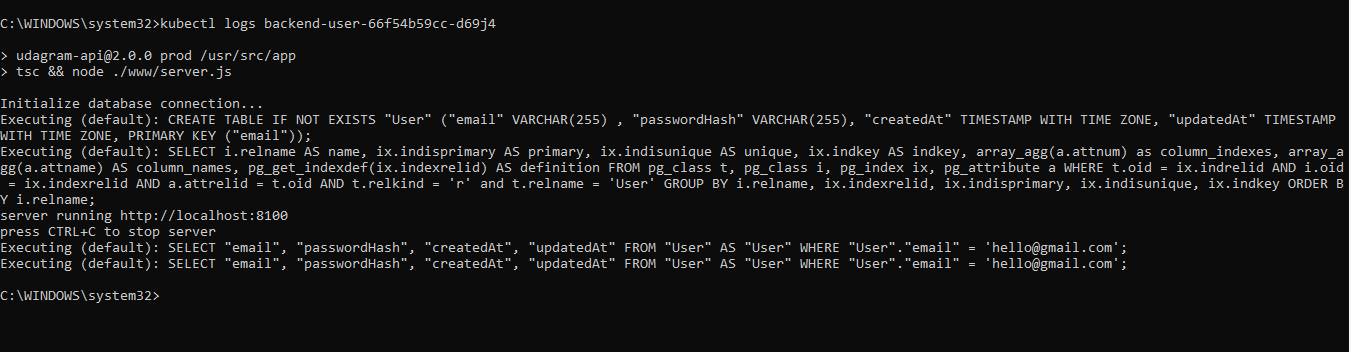 C:\WINDOWS\system32>kubectl logs backend-user-66f54b59cc-d69j4
> udagram-api@2.0.0 prod /usr/src/app
> tsc && node ./www/server.js
Initialize database connection...
Executing (default): CREATE TABLE IF NOT EXISTS "User" ("email" VARCHAR(255) , "passwordHash" VARCHAR(255), "createdAt" TIMESTAMP WITH TIME ZONE, "updatedAt" TIMESTAMP
WITH TIME ZONE, PRIMARY KEY ("email"));
Executing (default): SELECT i.relname AS name, ix.indisprimary AS primary, ix.indisunique AS unique, ix.indkey AS indkey, array_agg(a.attnum) as column_indexes, array_a
gg(a.attname) AS column_names, pg_get_indexdef(ix.indexrelid) AS definition FROM pg_class t, pg_class i, pg_index ix, pg_attribute a WHERE t.oid = ix.indrelid AND i.oid
= ix.indexrelid AND a.attrelid = t.oid AND t.relkind = 'r' and t.relname = 'User' GROUP BY i.relname, ix.indexrelid, ix.indisprimary, ix.indisunique, ix.indkey ORDER B
Y i.relname;
server running http://localhost:8100
press CTRL+C to stop server
Executing (default): SELECT "email", "passwordHash", "createdAt", "updatedAt" FROM "User" AS "User" WHERE "User"."email" = 'hello@gmail.com';
Executing (default): SELECT "email", "passwordHash", "createdAt", "updatedAt" FROM "User" AS "User" WHERE "User"."email" = 'hello@gmail.com';
C:\WINDOWS\system32>